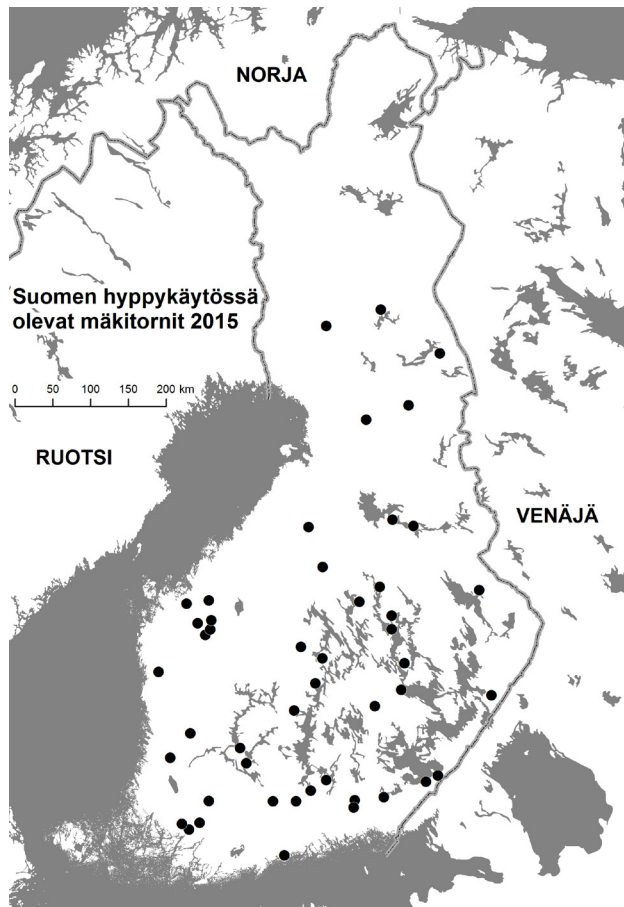 NORJA
Suomen hyppykäytössä
olevat mäkitornit 2015
0 50 100 150 200 km
RUOTSI
VENÄJÄ